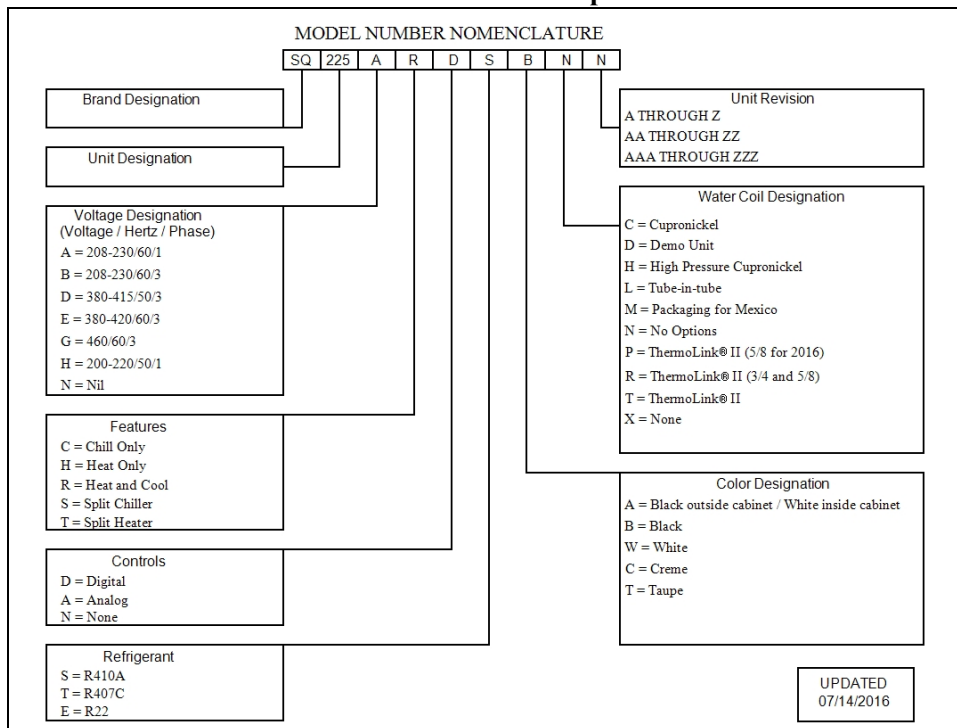 MODEL NUMBER NOMENCLATURE
SQ 225 A R D S B N N
Brand Designation
Unit Designation
Voltage Designation
(Voltage / Hertz / Phase)
A = 208-230/60/1
B = 208-230/60/3
D = 380-415/50/3
E = 380-420/60/3
G = 460/60/3
H = 200-220/50/1
N = Nil
Features
C = Chill Only
H = Heat Only
R = Heat and Cool
S = Split Chiller
T = Split Heater
Controls
D = Digital
A = Analog
N = None
Refrigerant
S = R410A
T = R407C
E = R22
Unit Revision
A THROUGH Z
AA THROUGH ZZ
AAA THROUGH ZZZ
Water Coil Designation
C = Cupronickel
D = Demo Unit
H = High Pressure Cupronickel
L = Tube-in-tube
M = Packaging for Mexico
N = No Options
P = ThermoLink® II (5/8 for 2016)
R = ThermoLink® II (3/4 and 5/8)
T = ThermoLink® II
X = None
Color Designation
A = Black outside cabinet / White inside cabinet
B = Black
W = White
C = Creme
T = Taupe
UPDATED
07/14/2016